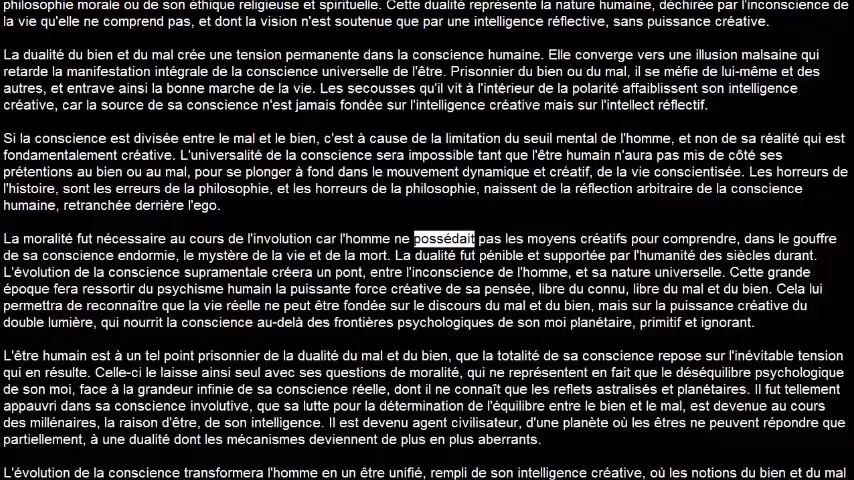 philosophie morale ou de son éthique religieuse et spirituelle. Cette dualité représente la nature humaine, déchirée par l'inconscience de
la vie qu'elle ne comprend pas, et dont la vision n'est soutenue que par une intelligence réflective, sans puissance créative.
La dualité du bien et du mal crée une tension permanente dans la conscience humaine. Elle converge vers une illusion malsaine qui
retarde la manifestation intégrale de la conscience universelle de l'être. Prisonnier du bien ou du mal, il se méfie de lui-même et des
autres, et entrave ainsi la bonne marche de la vie. Les secousses qu'il vit à l'intérieur de la polarité affaiblissent son intelligence
créative, car la source de sa conscience n'est jamais fondée sur l'intelligence créative mais sur l'intellect réflectif.
Si la conscience est divisée entre le mal et le bien, c'est à cause de la limitation du seuil mental de l'homme, et non de sa réalité qui est
fondamentalement créative. L'universalité de la conscience sera impossible tant que l'être humain n'aura pas mis de côté ses
prétentions au bien ou au mal, pour se plonger à fond dans le mouvement dynamique et créatif, de la vie conscientisée. Les horreurs de
l'histoire, sont les erreurs de la philosophie, et les horreurs de la philosophie, naissent de la réflection arbitraire de la conscience
humaine, retranchée derrière l'ego.
La moralité fut nécessaire au cours de l'involution car l'homme ne possédait pas les moyens créatifs pour comprendre, dans le gouffre
de sa conscience endormie, le mystère de la vie et de la mort. La dualité fut pénible et supportée par l'humanité des siècles durant.
L'évolution de la conscience supramentale créera un pont, entre l'inconscience de l'homme, et sa nature universelle. Cette grande
époque fera ressortir du psychisme humain la puissante force créative de sa pensée, libre du connu, libre du mal et du bien. Cela lui
permettra de reconnaître que la vie réelle ne peut être fondée sur le discours du mal et du bien, mais sur la puissance créative du
double lumière, qui nourrit la conscience au-delà des frontières psychologiques de son moi planétaire, primitif et ignorant.
L'être humain est à un tel point prisonnier de la dualité du mal et du bien, que la totalité de sa conscience repose sur l'inévitable tension
qui en résulte. Celle-ci le laisse ainsi seul avec ses questions de moralité, qui ne représentent en fait que le déséquilibre psychologique
de son moi, face à la grandeur infinie de sa conscience réelle, dont il ne connaît que les reflets astralisés et planétaires. Il fut tellement
appauvri dans sa conscience involutive, que sa lutte pour la détermination de l'équilibre entre le bien et le mal, est devenue au cours
des millénaires, la raison d'être, de son intelligence. Il est devenu agent civilisateur, d'une planète où les êtres ne peuvent répondre que
partiellement, à une dualité dont les mécanismes deviennent de plus en plus aberrants.
L'évolution de la conscience transformera l'homme en un être unifié, rempli de son intelligence créative, où les notions du bien et du mal